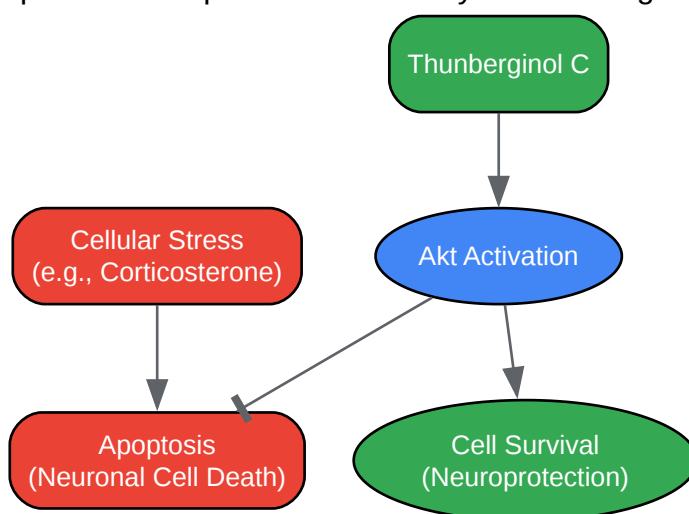 Thunberginol C
Cellular Stress
(e.g., Corticosterone)
Akt Activation
Apoptosis
(Neuronal Cell Death)
Cell Survival
(Neuroprotection)